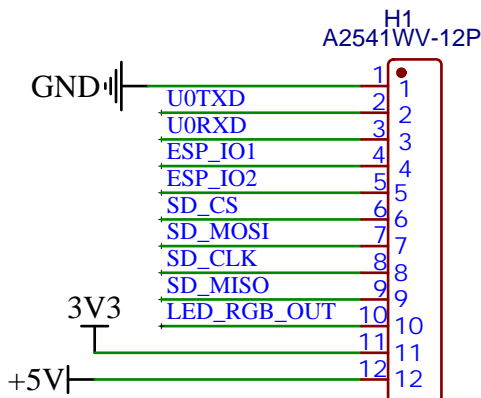 H1
A2541WV-12P
GND 1 1
U0TXD 2 2
U0RXD 3 3
ESP_IO1 4 4
ESP_IO2 5 5
SD_CS 6 6
SD_MOSI 7 7
SD_CLK 8 8
SD_MISO 9 9
3V3 LED_RGB_OUT 10 10
11 11
+5V 12 12